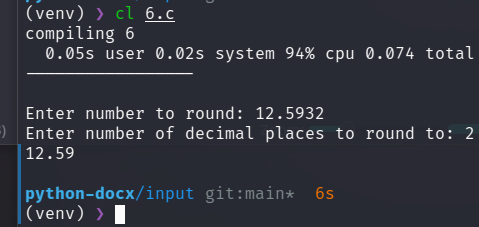 (venv) ❯ cl 6.c
compiling 6
  0.05s user 0.02s system 94% cpu 0.074 total
─────────────────

Enter number to round: 12.5932
Enter number of decimal places to round to: 2
12.59

python-docx/input git:main*  6s
(venv) ❯